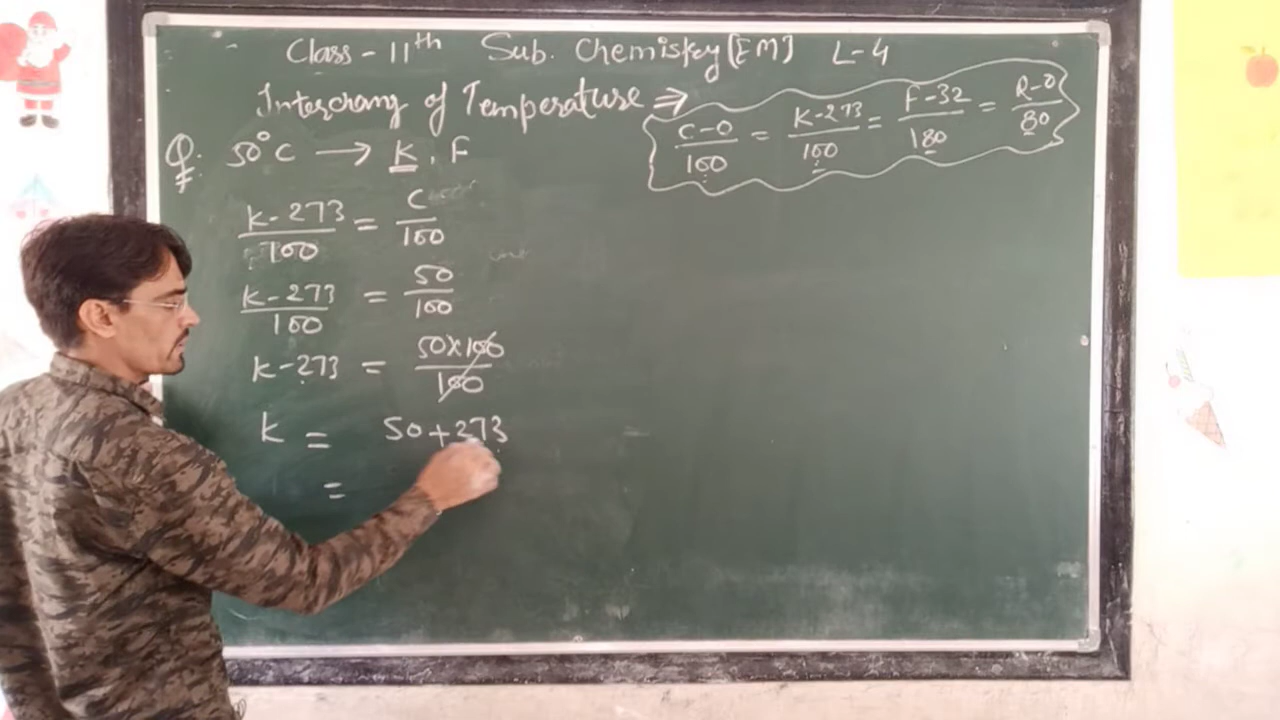 Class - 11th Sub. Chemistry [EM] L-4
Interchang of Temperature ⇒
C-0/100 = K-273/100 = F-32/180 = R-0/80
Q. 50°C → K, F
K-273/100 = C/100
K-273/100 = 50/100
K-273 = 50×100/100
K = 50+273
=